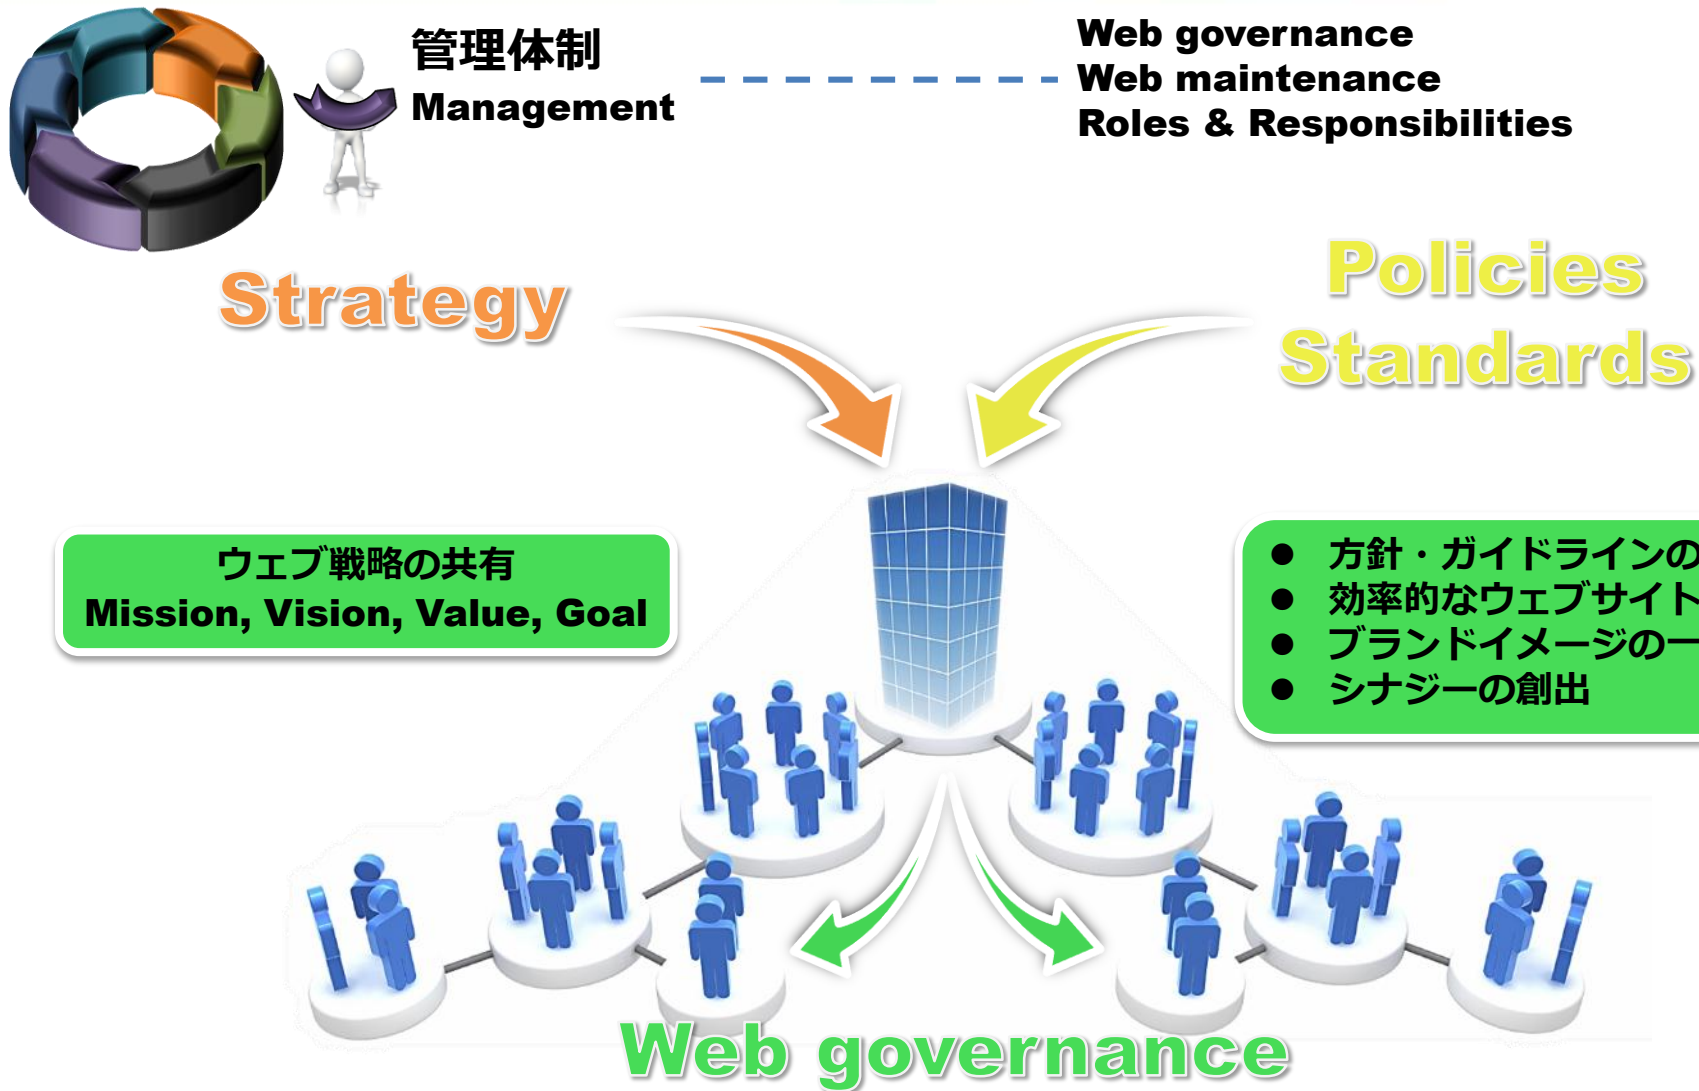 管理体制
Management
Web governance
Web maintenance
Roles & Responsibilities
Strategy
Policies
Standards
ウェブ戦略の共有
Mission, Vision, Value, Goal
● 方針・ガイドラインの
● 効率的なウェブサイト
● ブランドイメージの一
● シナジーの創出
Web governance